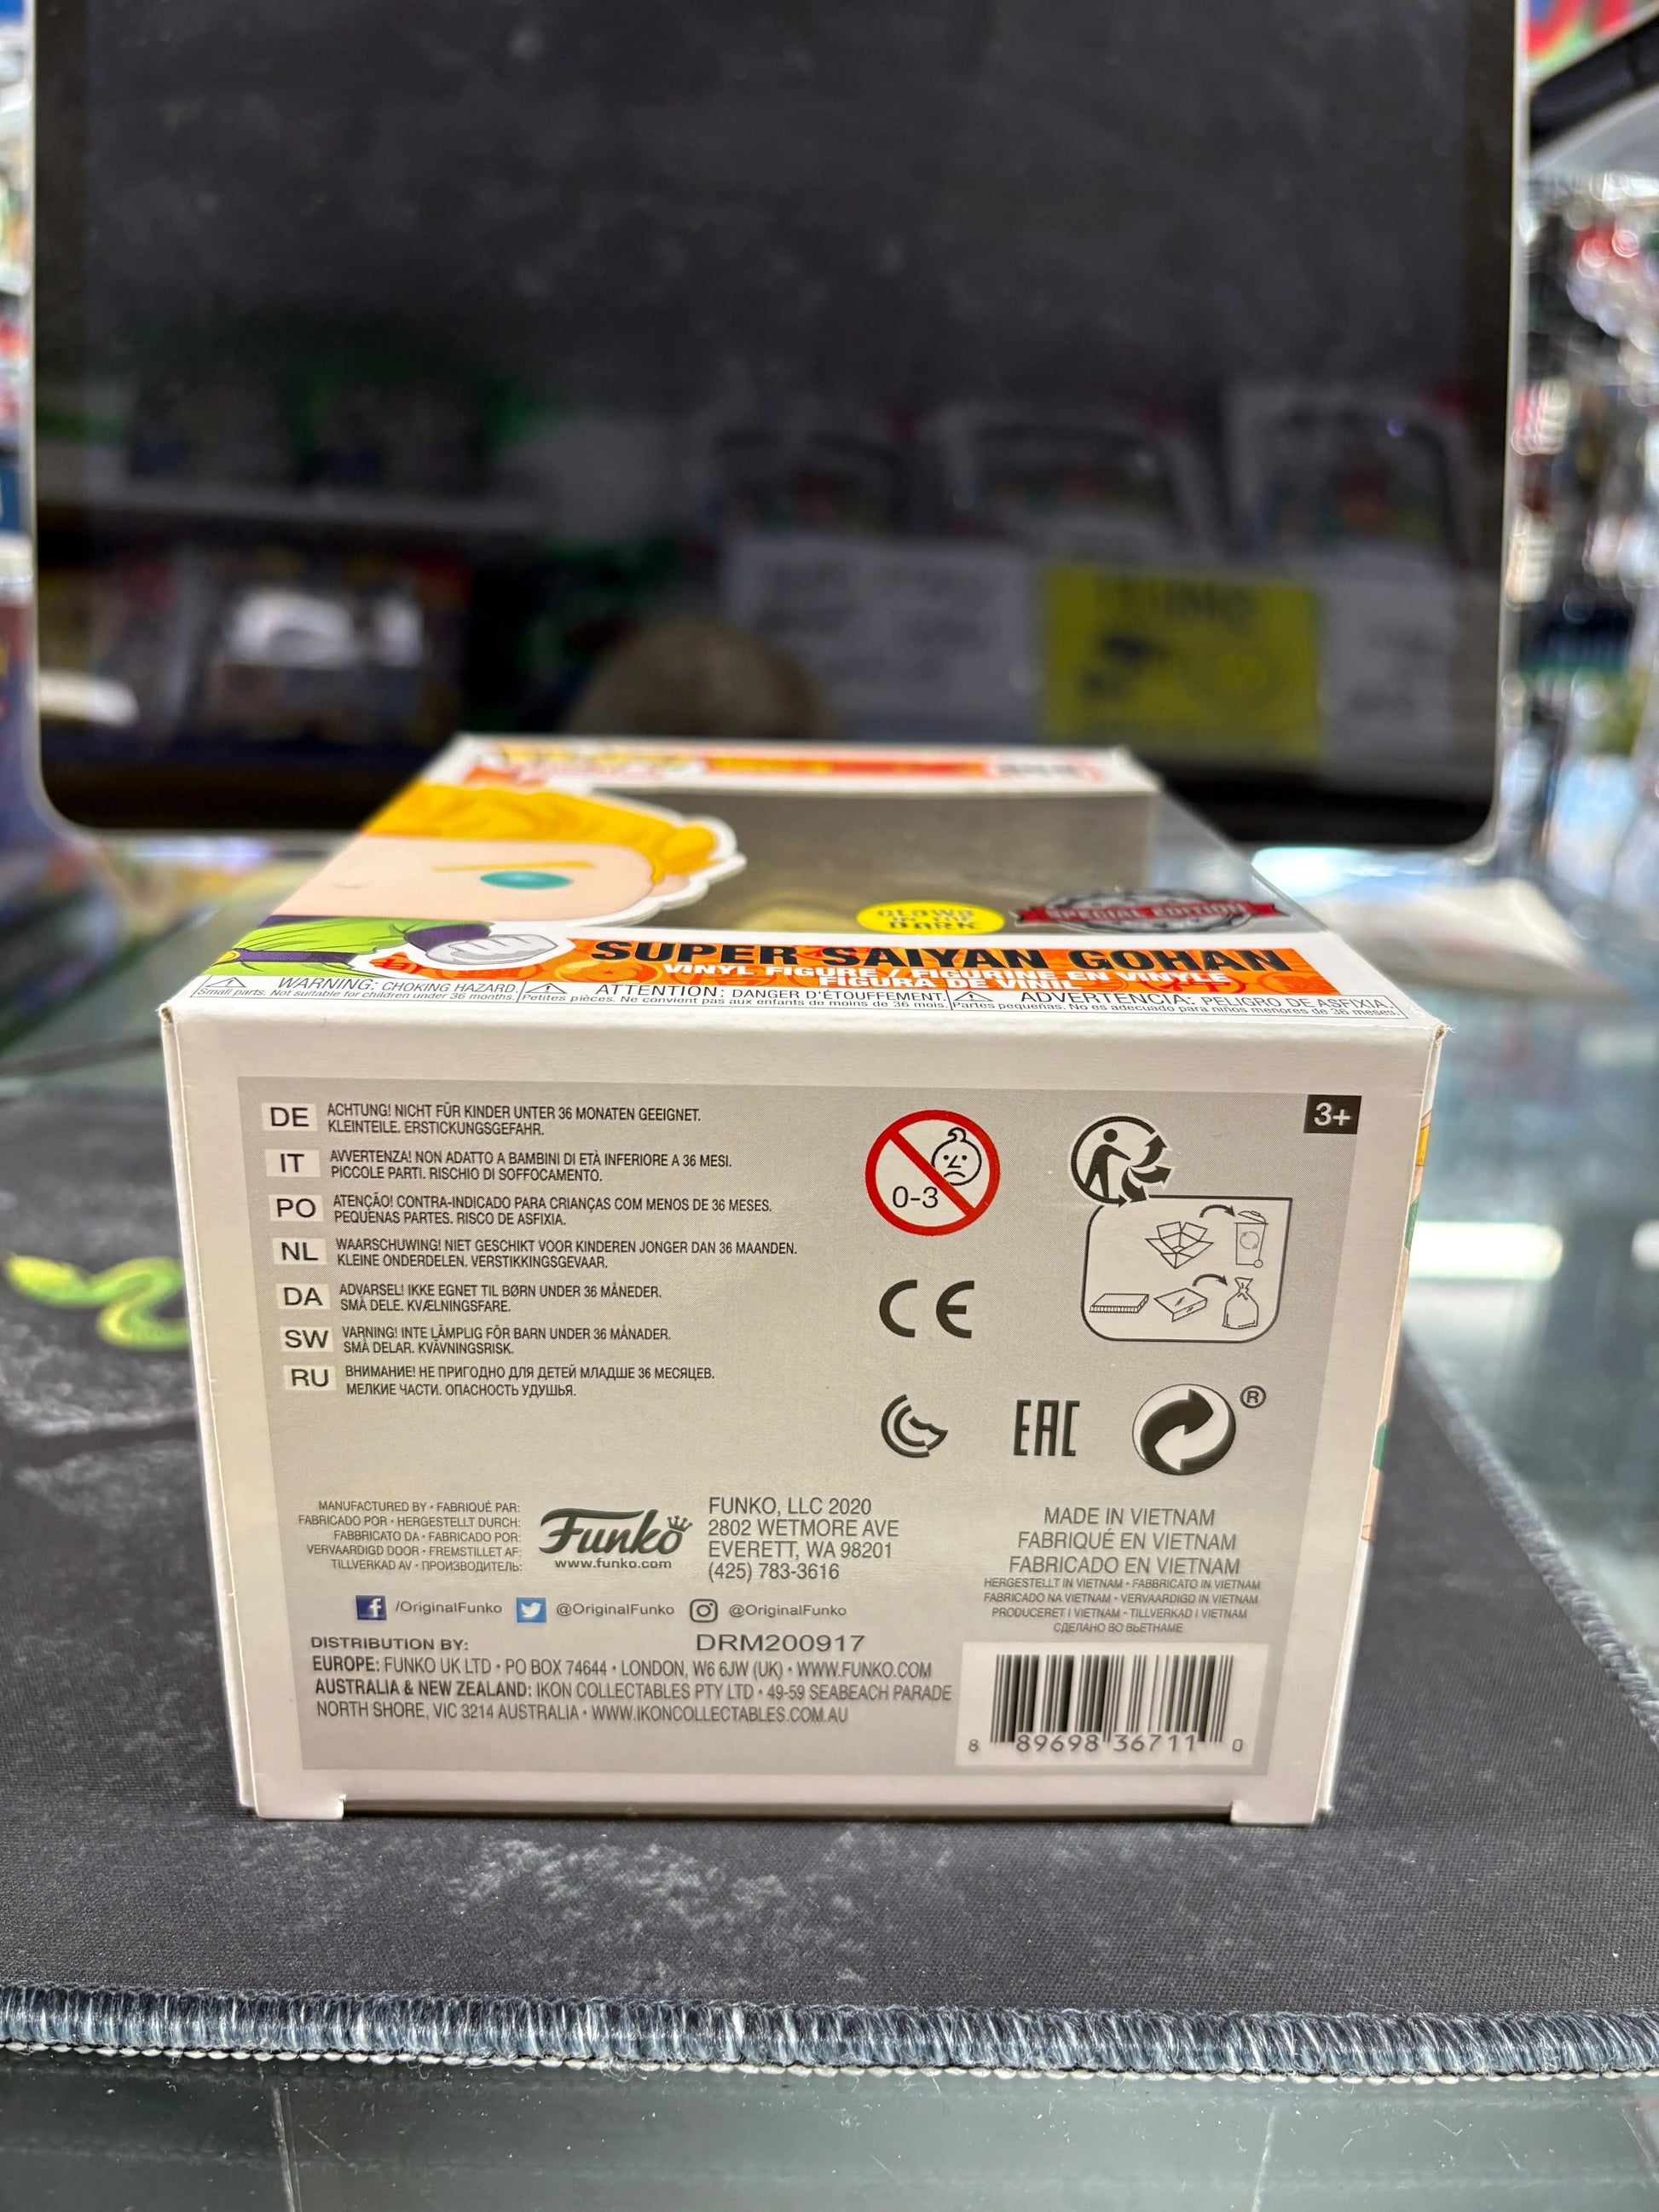 GLOWS
IN THE
DARK
SPECIAL EDITION
SUPER SAIYAN GOHAN
VINYL FIGURE / FIGURINE EN VINYLE
FIGURA DE VINIL
WARNING: CHOKING HAZARD.
Small parts. Not suitable for children under 36 months.
ATTENTION: DANGER D'ÉTOUFFEMENT.
Petites pièces. Ne convient pas aux enfants de moins de 36 mois.
ADVERTENCIA: PELIGRO DE ASFIXIA.
Partes pequeñas. No es adecuado para niños menores de 36 meses.
DE ACHTUNG! NICHT FÜR KINDER UNTER 36 MONATEN GEEIGNET.
KLEINTEILE. ERSTICKUNGSGEFAHR.
IT AVVERTENZA! NON ADATTO A BAMBINI DI ETÀ INFERIORE A 36 MESI.
PICCOLE PARTI. RISCHIO DI SOFFOCAMENTO.
PO ATENÇÃO! CONTRA-INDICADO PARA CRIANÇAS COM MENOS DE 36 MESES.
PEQUENAS PARTES. RISCO DE ASFIXIA.
NL WAARSCHUWING! NIET GESCHIKT VOOR KINDEREN JONGER DAN 36 MAANDEN.
KLEINE ONDERDELEN. VERSTIKKINGSGEVAAR.
DA ADVARSEL! IKKE EGNET TIL BØRN UNDER 36 MÅNEDER.
SMÅ DELE. KVÆLNINGSFARE.
SW VARNING! INTE LÄMPLIG FÖR BARN UNDER 36 MÅNADER.
SMÅ DELAR. KVÄVNINGSRISK.
RU ВНИМАНИЕ! НЕ ПРИГОДНО ДЛЯ ДЕТЕЙ МЛАДШЕ 36 МЕСЯЦЕВ.
МЕЛКИЕ ЧАСТИ. ОПАСНОСТЬ УДУШЬЯ.
0-3
3+
CE
EAC
®
MANUFACTURED BY • FABRIQUÉ PAR:
FABRICADO POR • HERGESTELLT DURCH:
FABBRICATO DA • FABRICADO POR:
VERVAARDIGD DOOR • FREMSTILLET AF:
TILLVERKAD AV • ПРОИЗВОДИТЕЛЬ:
Funko
www.funko.com
FUNKO, LLC 2020
2802 WETMORE AVE
EVERETT, WA 98201
(425) 783-3616
MADE IN VIETNAM
FABRIQUÉ EN VIETNAM
FABRICADO EN VIETNAM
HERGESTELLT IN VIETNAM • FABBRICATO IN VIETNAM
FABRICADO NA VIETNAM • VERVAARDIGD IN VIETNAM
PRODUCERET I VIETNAM • TILLVERKAD I VIETNAM
СДЕЛАНО ВО ВЬЕТНАМЕ
f /OriginalFunko @OriginalFunko @OriginalFunko
DISTRIBUTION BY: DRM200917
EUROPE: FUNKO UK LTD • PO BOX 74644 • LONDON, W6 6JW (UK) • WWW.FUNKO.COM
AUSTRALIA & NEW ZEALAND: IKON COLLECTABLES PTY LTD • 49-59 SEABEACH PARADE
NORTH SHORE, VIC 3214 AUSTRALIA • WWW.IKONCOLLECTABLES.COM.AU
8 89698 36711 0